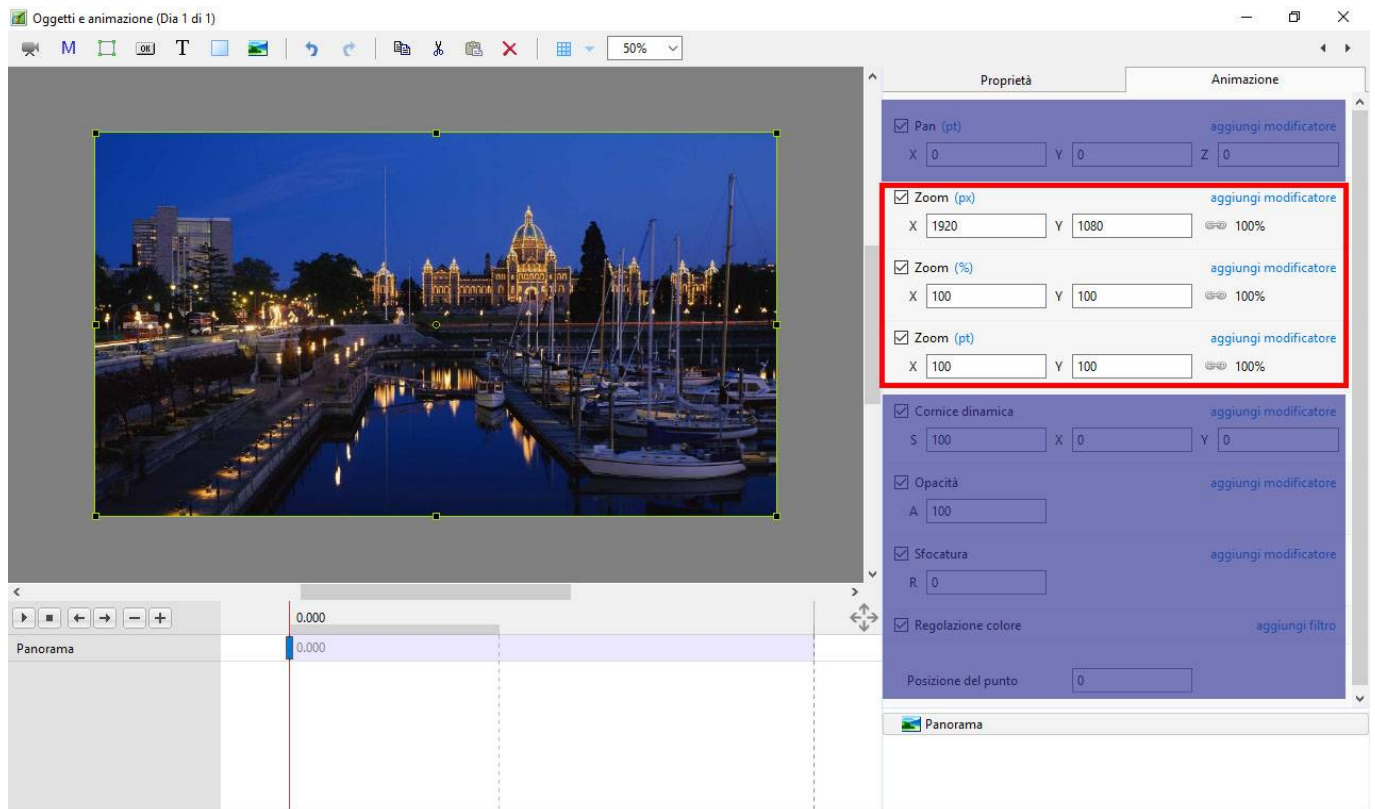 Oggetti e animazione (Dia 1 di 1)
M OK T 50%
Proprietà Animazione
Pan (pt) aggiungi modificatore
X 0 Y 0 Z 0
Zoom (px) aggiungi modificatore
X 1920 Y 1080 100%
Zoom (%) aggiungi modificatore
X 100 Y 100 100%
Zoom (pt) aggiungi modificatore
X 100 Y 100 100%
Cornice dinamica aggiungi modificatore
S 100 X 0 Y 0
Opacità aggiungi modificatore
A 100
Sfocatura aggiungi modificatore
R 0
Regolazione colore aggiungi filtro
Posizione del punto 0
Panorama
0.000
Panorama 0.000